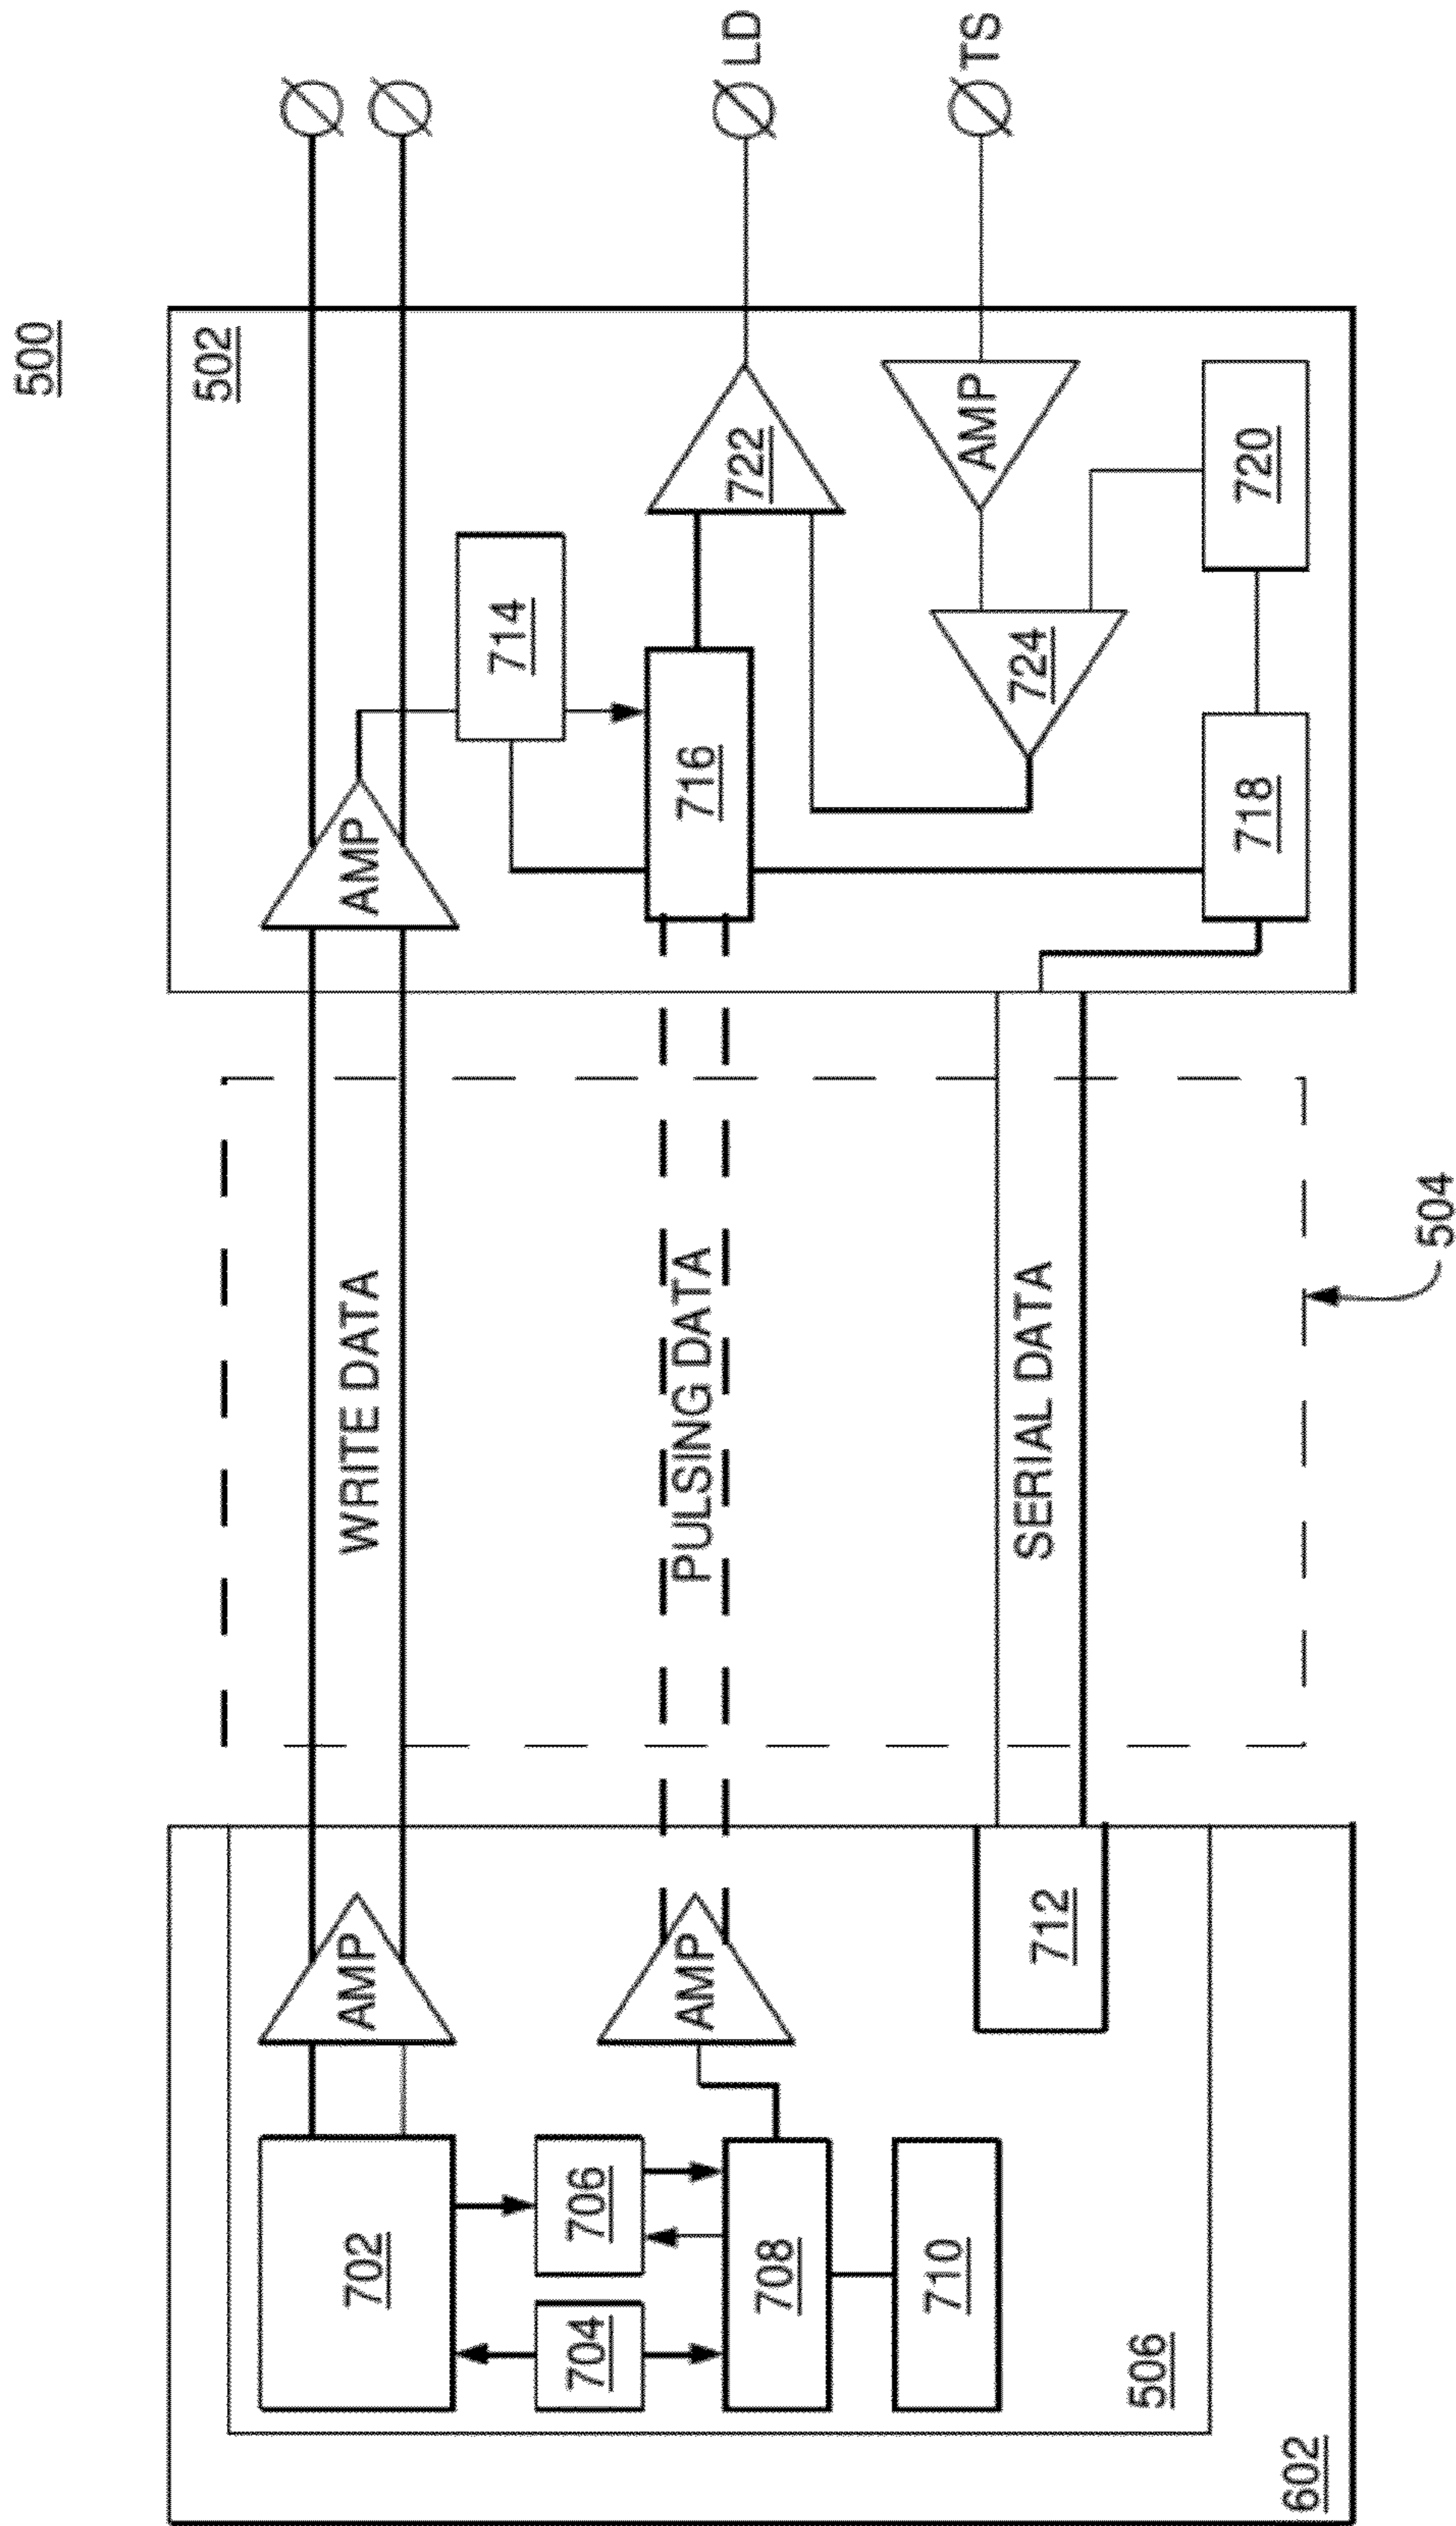 500
502
LD
TS
AMP
714
716
722
AMP
724
718
720
WRITE DATA
PULSING DATA
SERIAL DATA
504
AMP
AMP
702
704
706
708
710
712
506
602